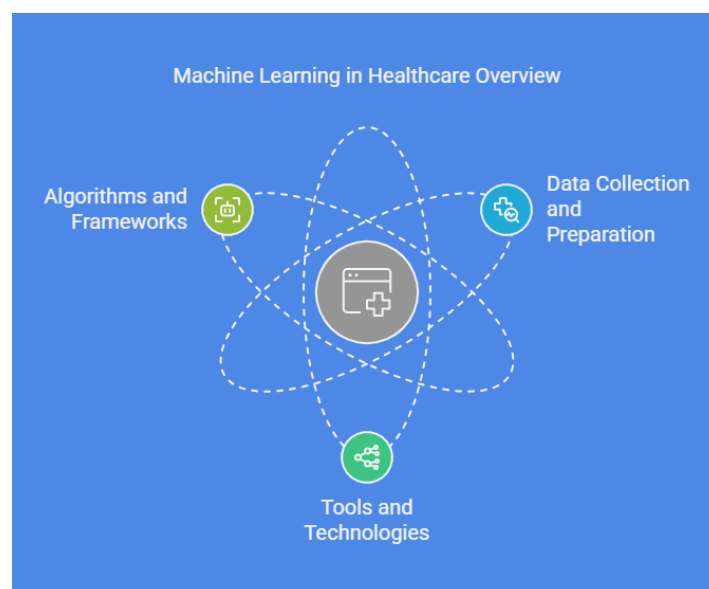 Machine Learning in Healthcare Overview
Algorithms and
Frameworks
Data Collection
and
Preparation
Tools and
Technologies